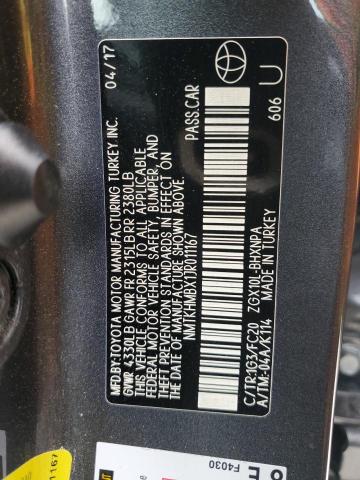 04/17
MFD.BY:TOYOTA MOTOR MANUFACTURING TURKEY INC.
GVWR 4330LB GAWR FR 2315LB RR 2380LB
THIS VEHICLE CONFORMS TO ALL APPLICABLE
FEDERAL MOTOR VEHICLE SAFETY, BUMPER, AND
THEFT PREVENTION STANDARDS IN EFFECT ON
THE DATE OF MANUFACTURE SHOWN ABOVE.
NMTKHMBX1JR011167
PASS.CAR
C/TR:1G3/FC20 ZGX10L-BHXNPA
A/TM:-04A/K114 MADE IN TURKEY
606
U
F4030
1167